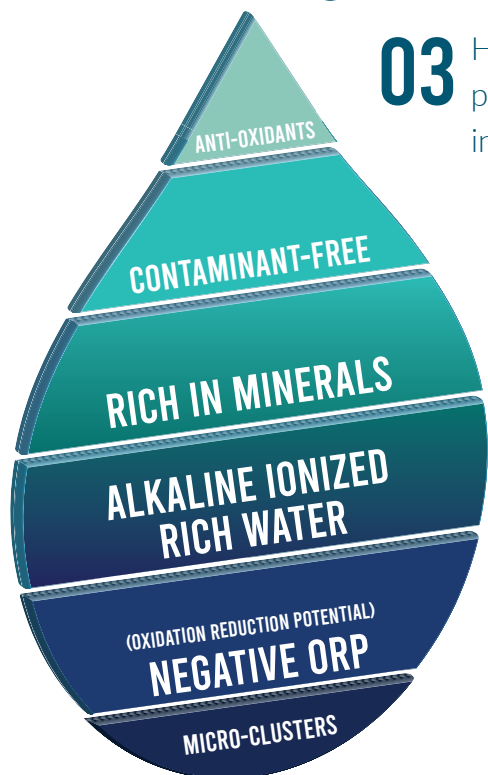 03
ANTI-OXIDANTS
CONTAMINANT-FREE
RICH IN MINERALS
ALKALINE IONIZED
RICH WATER
(OXIDATION REDUCTION POTENTIAL)
NEGATIVE ORP
MICRO-CLUSTERS